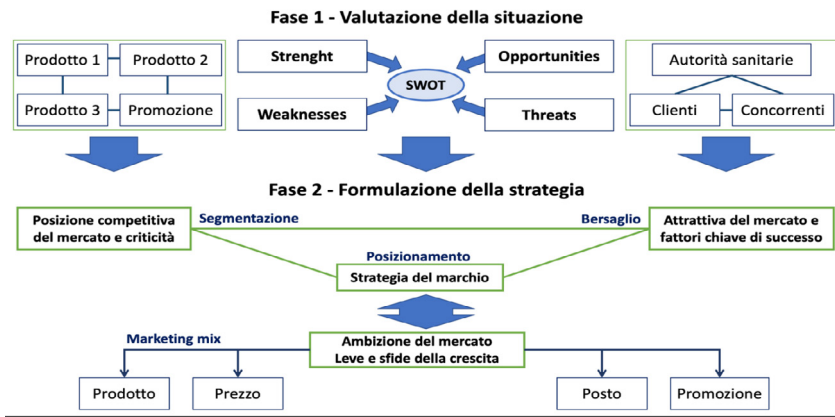 Fase 1 - Valutazione della situazione
Prodotto 1
Prodotto 2
Prodotto 3
Promozione
Strenght
Opportunities
SWOT
Weaknesses
Threats
Autorità sanitarie
Clienti
Concorrenti
Fase 2 - Formulazione della strategia
Posizione competitiva
del mercato e criticità
Segmentazione
Bersaglio
Attrattiva del mercato e
fattori chiave di successo
Posizionamento
Strategia del marchio
Marketing mix
Ambizione del mercato
Leve e sfide della crescita
Prodotto
Prezzo
Posto
Promozione